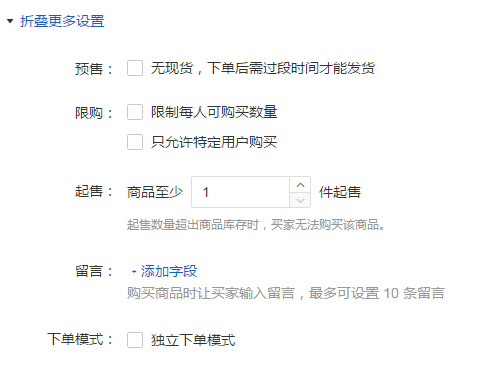 折叠更多设置
预售： 无现货，下单后需过段时间才能发货
限购： 限制每人可购买数量
只允许特定用户购买
起售： 商品至少 1 件起售
起售数量超出商品库存时，买家无法购买该商品。
留言： +添加字段
购买商品时让买家输入留言，最多可设置 10 条留言
下单模式： 独立下单模式